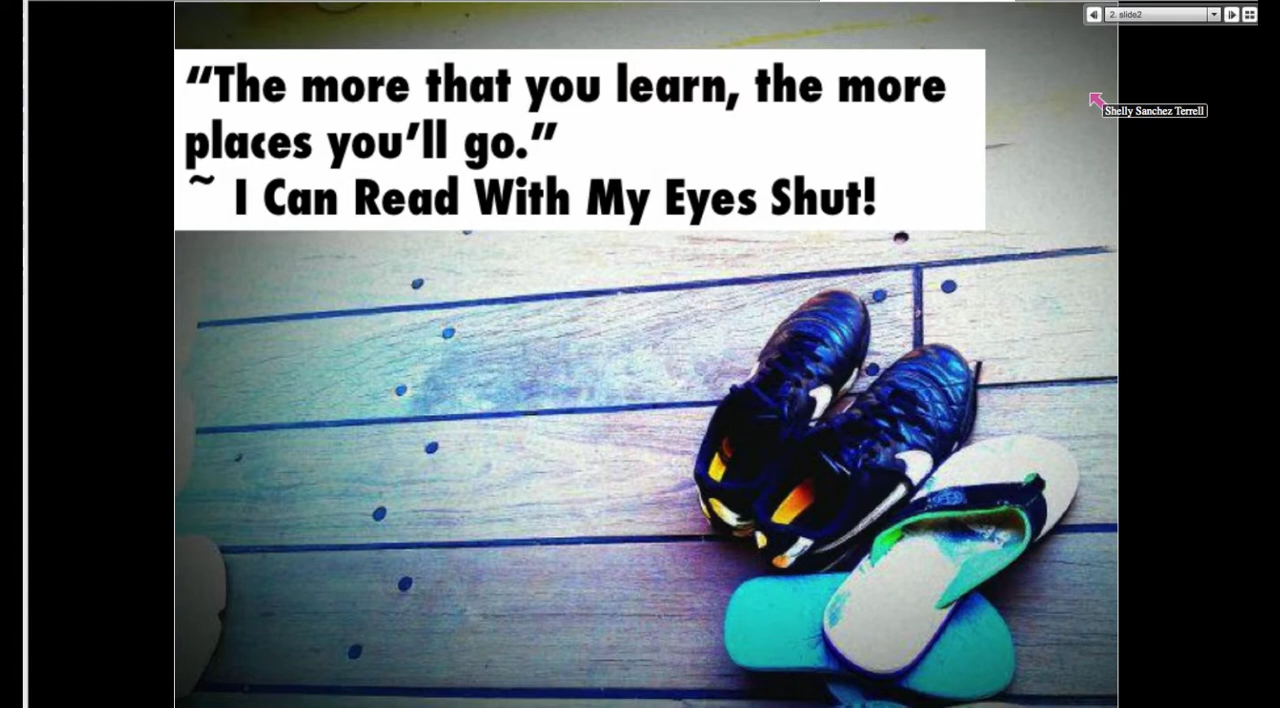 2. slide2
“The more that you learn, the more
places you’ll go.”
~ I Can Read With My Eyes Shut!
Shelly Sanchez Terrell